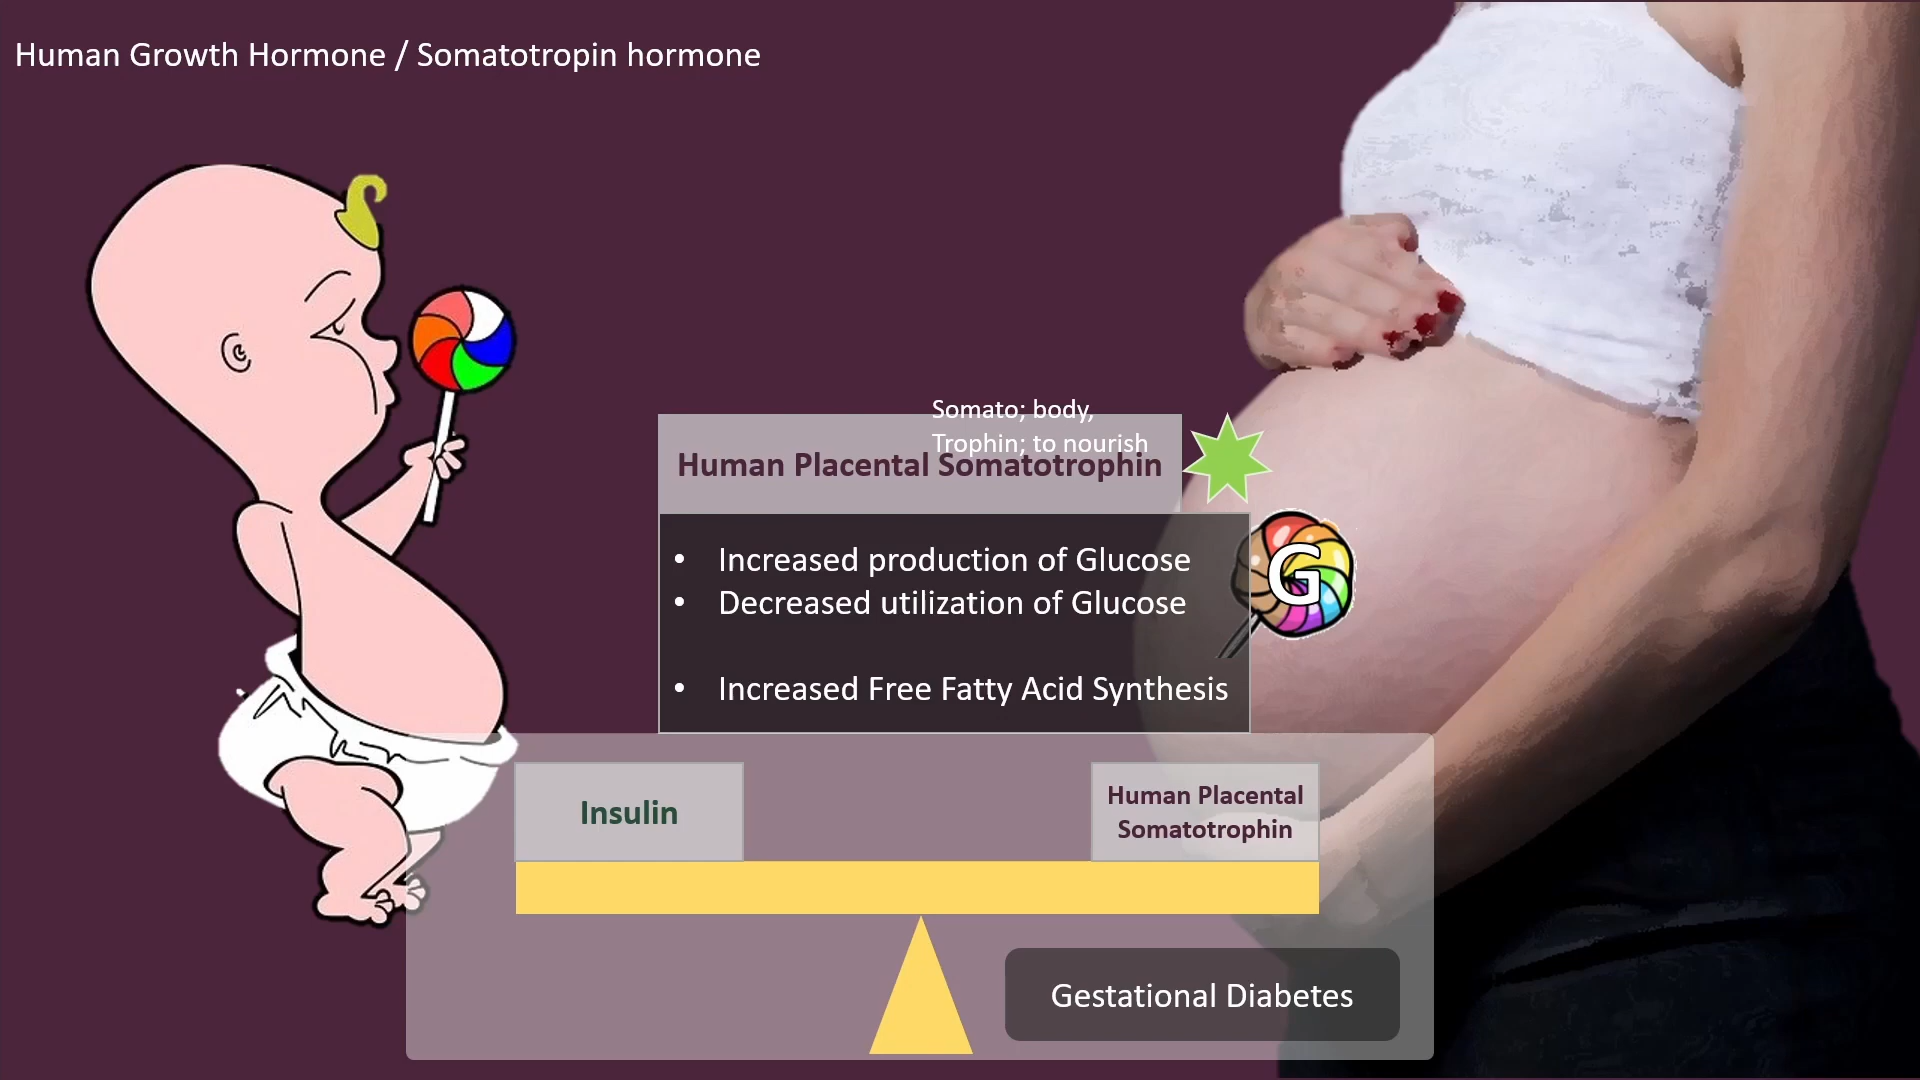 Human Growth Hormone / Somatotropin hormone
Somato; body,
Trophin; to nourish
Human Placental Somatotrophin
• Increased production of Glucose
• Decreased utilization of Glucose
G
• Increased Free Fatty Acid Synthesis
Insulin
Human Placental
Somatotrophin
Gestational Diabetes